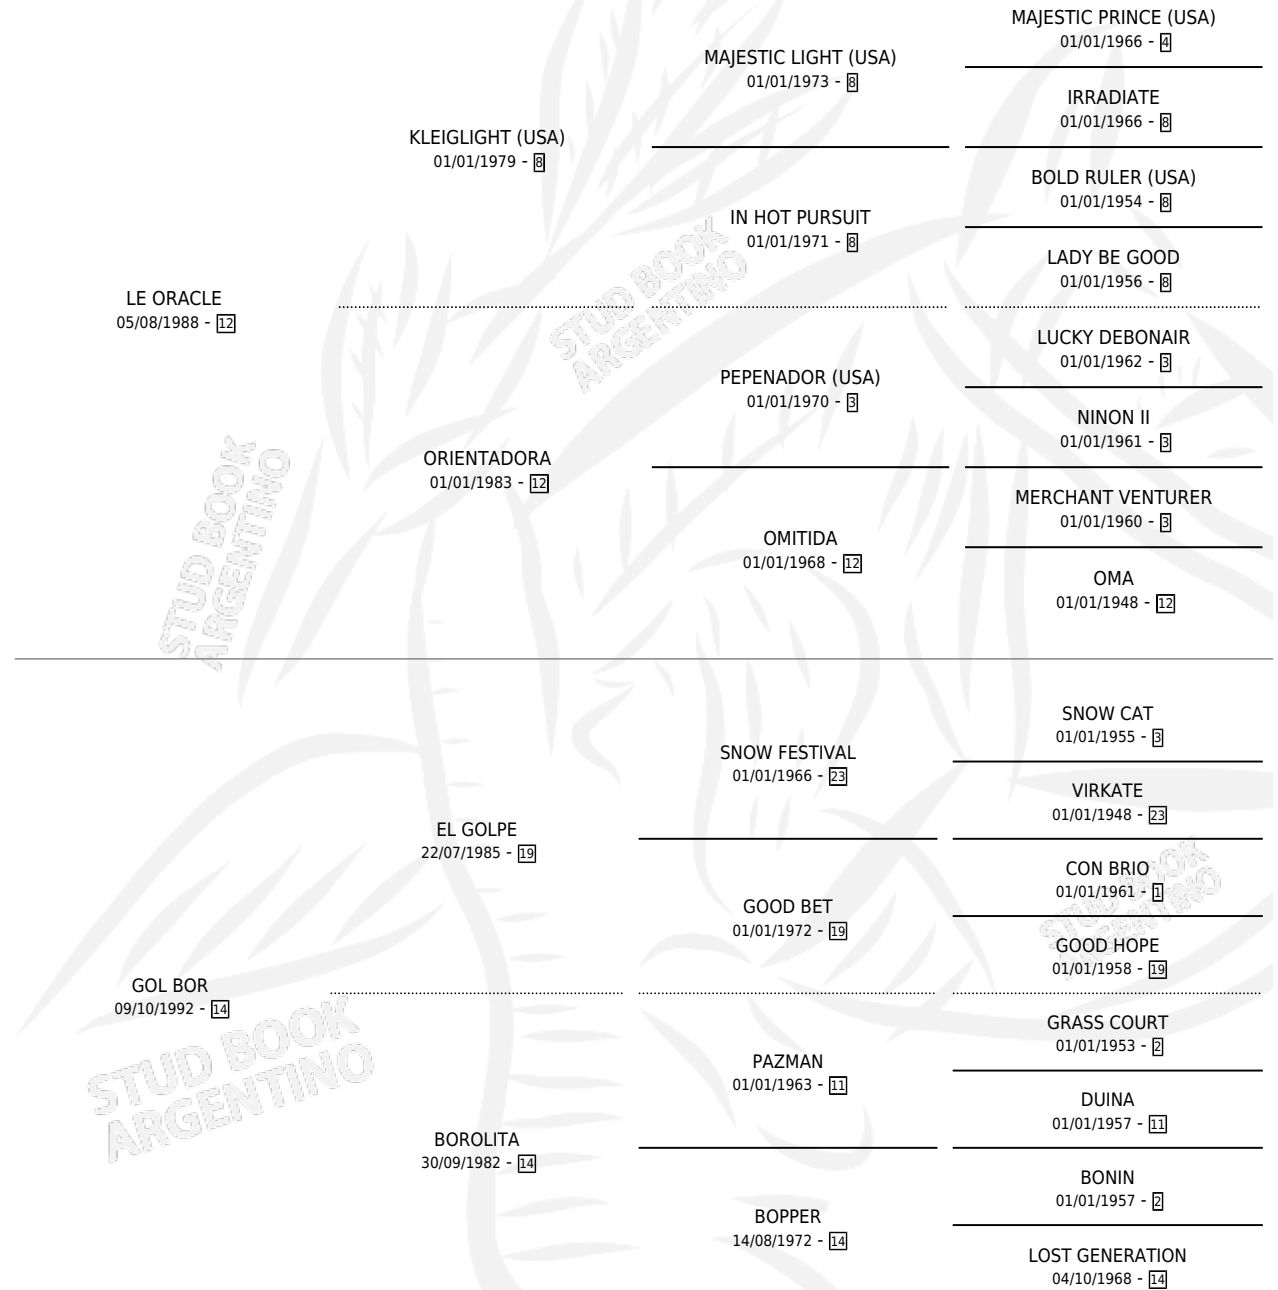 MAJESTIC PRINCE (USA)
01/01/1966 - 4
MAJESTIC LIGHT (USA)
01/01/1973 - 8
IRRADIATE
01/01/1966 - 8
KLEIGLIGHT (USA)
01/01/1979 - 8
BOLD RULER (USA)
01/01/1954 - 8
IN HOT PURSUIT
01/01/1971 - 8
LADY BE GOOD
01/01/1956 - 8
LE ORACLE
05/08/1988 - 12
LUCKY DEBONAIR
01/01/1962 - 3
PEPENADOR (USA)
01/01/1970 - 3
NINON II
01/01/1961 - 3
ORIENTADORA
01/01/1983 - 12
MERCHANT VENTURER
01/01/1960 - 3
OMITIDA
01/01/1968 - 12
OMA
01/01/1948 - 12
SNOW CAT
01/01/1955 - 3
SNOW FESTIVAL
01/01/1966 - 23
VIRKATE
01/01/1948 - 23
EL GOLPE
22/07/1985 - 19
CON BRIO
01/01/1961 - 1
GOOD BET
01/01/1972 - 19
GOOD HOPE
01/01/1958 - 19
GOL BOR
09/10/1992 - 14
GRASS COURT
01/01/1953 - 2
PAZMAN
01/01/1963 - 11
DUINA
01/01/1957 - 11
BOROLITA
30/09/1982 - 14
BONIN
01/01/1957 - 2
BOPPER
14/08/1972 - 14
LOST GENERATION
04/10/1968 - 14
STUD BOOK
ARGENTINO
STUD BOOK
ARGENTINO
STUD BOOK
ARGENTINO
STUD BOOK
ARGENTINO